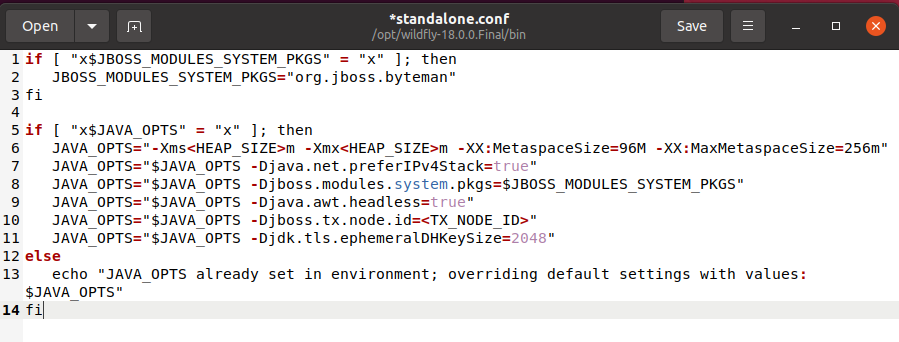 Open
*standalone.conf
/opt/wildfly-18.0.0.Final/bin
Save
1 if [ "x$JBOSS_MODULES_SYSTEM_PKGS" = "x" ]; then
2    JBOSS_MODULES_SYSTEM_PKGS="org.jboss.byteman"
3 fi
4
5 if [ "x$JAVA_OPTS" = "x" ]; then
6    JAVA_OPTS="-Xms<HEAP_SIZE>m -Xmx<HEAP_SIZE>m -XX:MetaspaceSize=96M -XX:MaxMetaspaceSize=256m"
7    JAVA_OPTS="$JAVA_OPTS -Djava.net.preferIPv4Stack=true"
8    JAVA_OPTS="$JAVA_OPTS -Djboss.modules.system.pkgs=$JBOSS_MODULES_SYSTEM_PKGS"
9    JAVA_OPTS="$JAVA_OPTS -Djava.awt.headless=true"
10    JAVA_OPTS="$JAVA_OPTS -Djboss.tx.node.id=<TX_NODE_ID>"
11    JAVA_OPTS="$JAVA_OPTS -Djdk.tls.ephemeralDHKeySize=2048"
12 else
13    echo "JAVA_OPTS already set in environment; overriding default settings with values:
$JAVA_OPTS"
14 fi